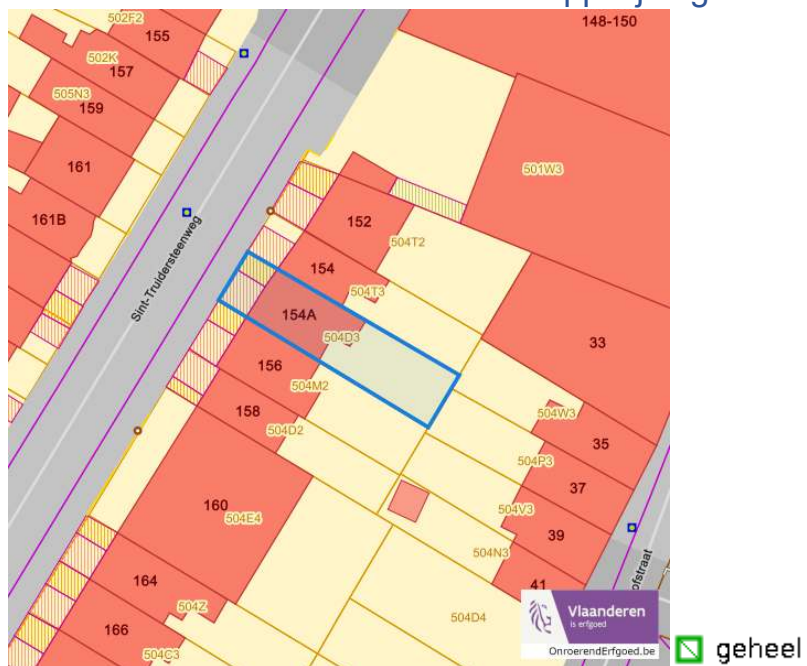 148-150
502F2
155
502K
157
505N3
159
161
161B
501W3
152
504T2
154
504T3
154A
504D3
33
156
504M2
504W3
35
158
504D2
504P3
37
160
504E4
504V3
39
504N3
41
164
504Z
504D4
166
504C3
Sint-Truidersteenweg
ofstraat
Vlaanderen
is erfgoed
OnroerendErfgoed.be
geheel